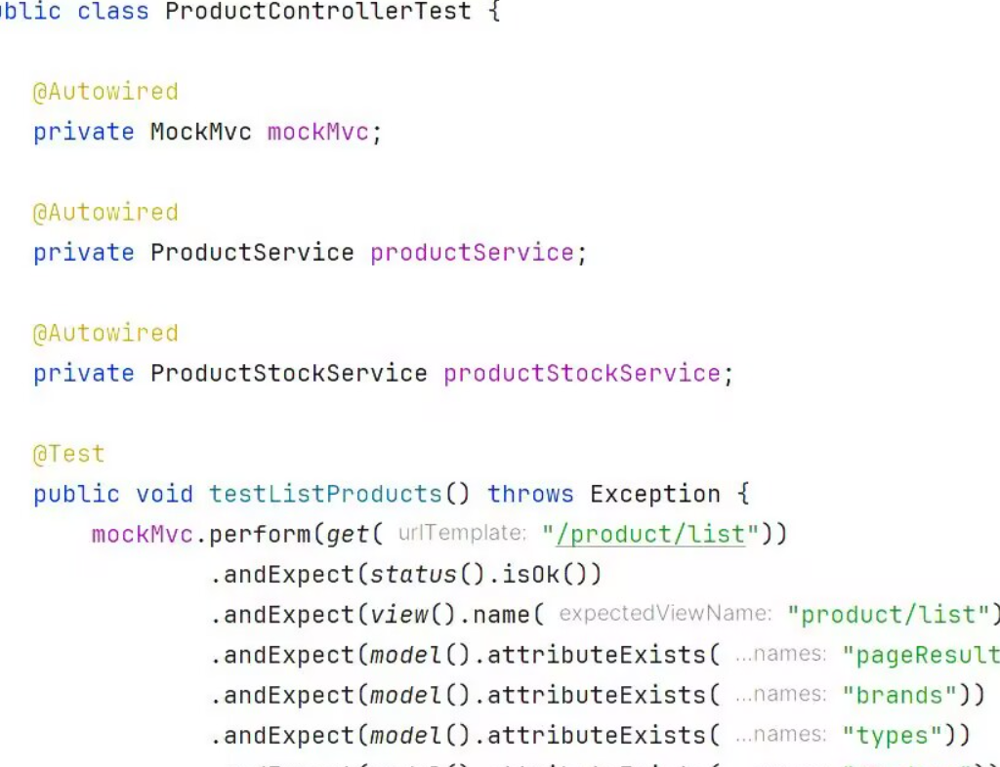 public class ProductControllerTest {
@Autowired
private MockMvc mockMvc;
@Autowired
private ProductService productService;
@Autowired
private ProductStockService productStockService;
@Test
public void testListProducts() throws Exception {
mockMvc.perform(get( urlTemplate: "/product/list"))
.andExpect(status().isOk())
.andExpect(view().name( expectedViewName: "product/list")
.andExpect(model().attributeExists( ...names: "pageResult
.andExpect(model().attributeExists( ...names: "brands"))
.andExpect(model().attributeExists( ...names: "types"))